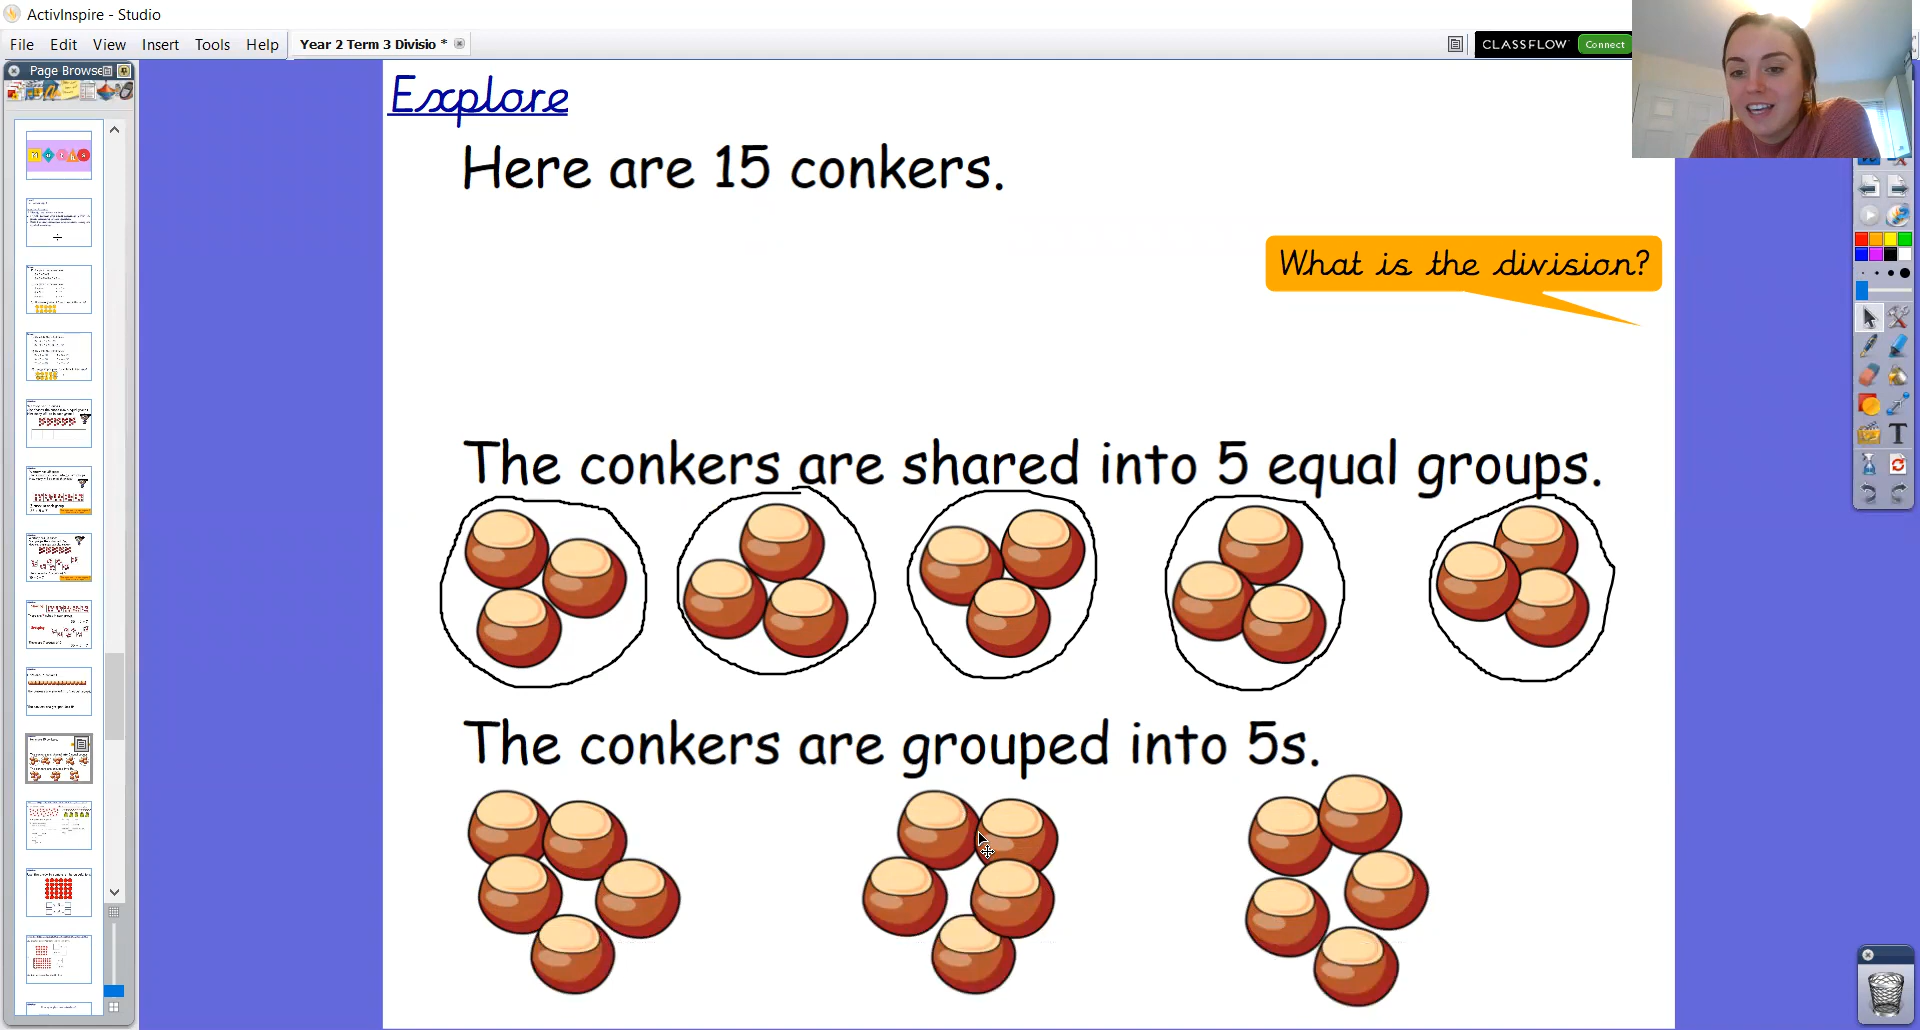 ActivInspire - Studio
File Edit View Insert Tools Help
Year 2 Term 3 Divisio *
CLASSFLOW Connect
Page Browse
Explore
Here are 15 conkers.
What is the division?
The conkers are shared into 5 equal groups.
The conkers are grouped into 5s.